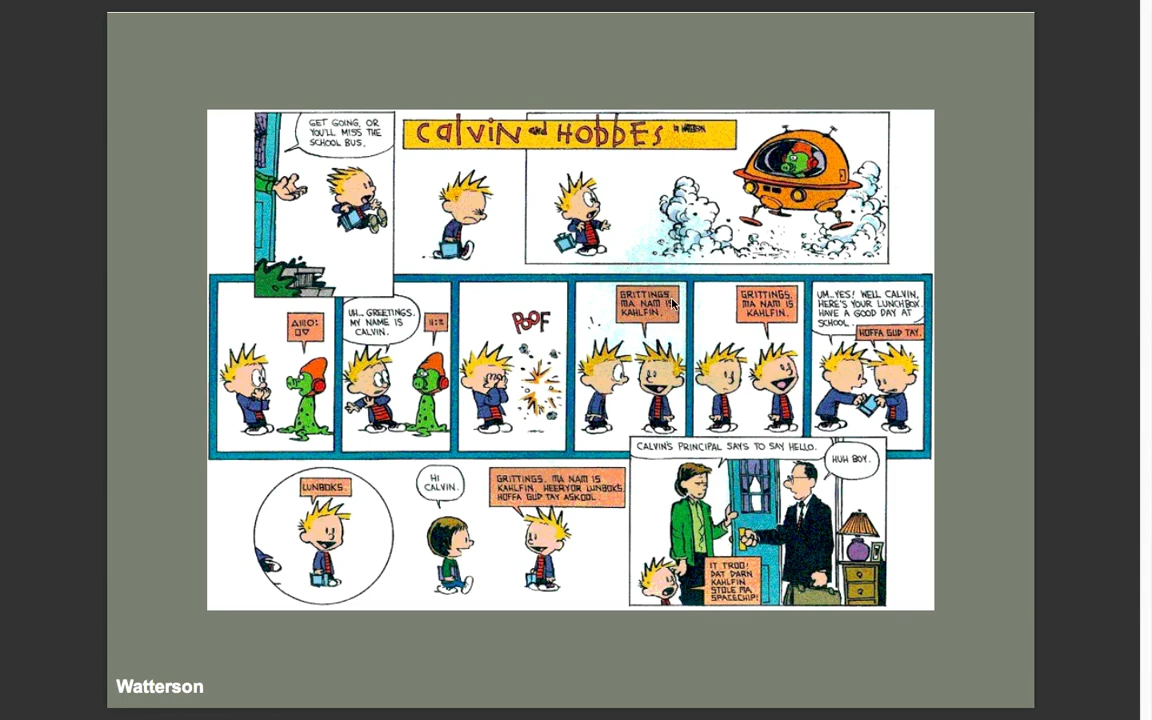 GET GOING, OR
YOU'LL MISS THE
SCHOOL BUS.
Calvin and HobbEs
BY WATTERSON
UH... GREETINGS.
MY NAME IS
CALVIN.
POOF
GRITTINGS.
MA NAM IS
KAHLFIN.
GRITTINGS.
MA NAM IS
KAHLFIN.
UM...YES! WELL CALVIN,
HERE'S YOUR LUNCHBOX.
HAVE A GOOD DAY AT
SCHOOL.
HOFFA GUD TAY.
LUNBOKS.
HI
CALVIN.
GRITTINGS. MA NAM IS
KAHLFIN. HEERYOR LUNBOKS.
HOFFA GUD TAY ASKOOL.
CALVIN'S PRINCIPAL SAYS TO SAY HELLO.
HUH BOY.
IT TROO!
DAT DARN
KAHLFIN
STOLE MA
SPACECHIP!
Watterson